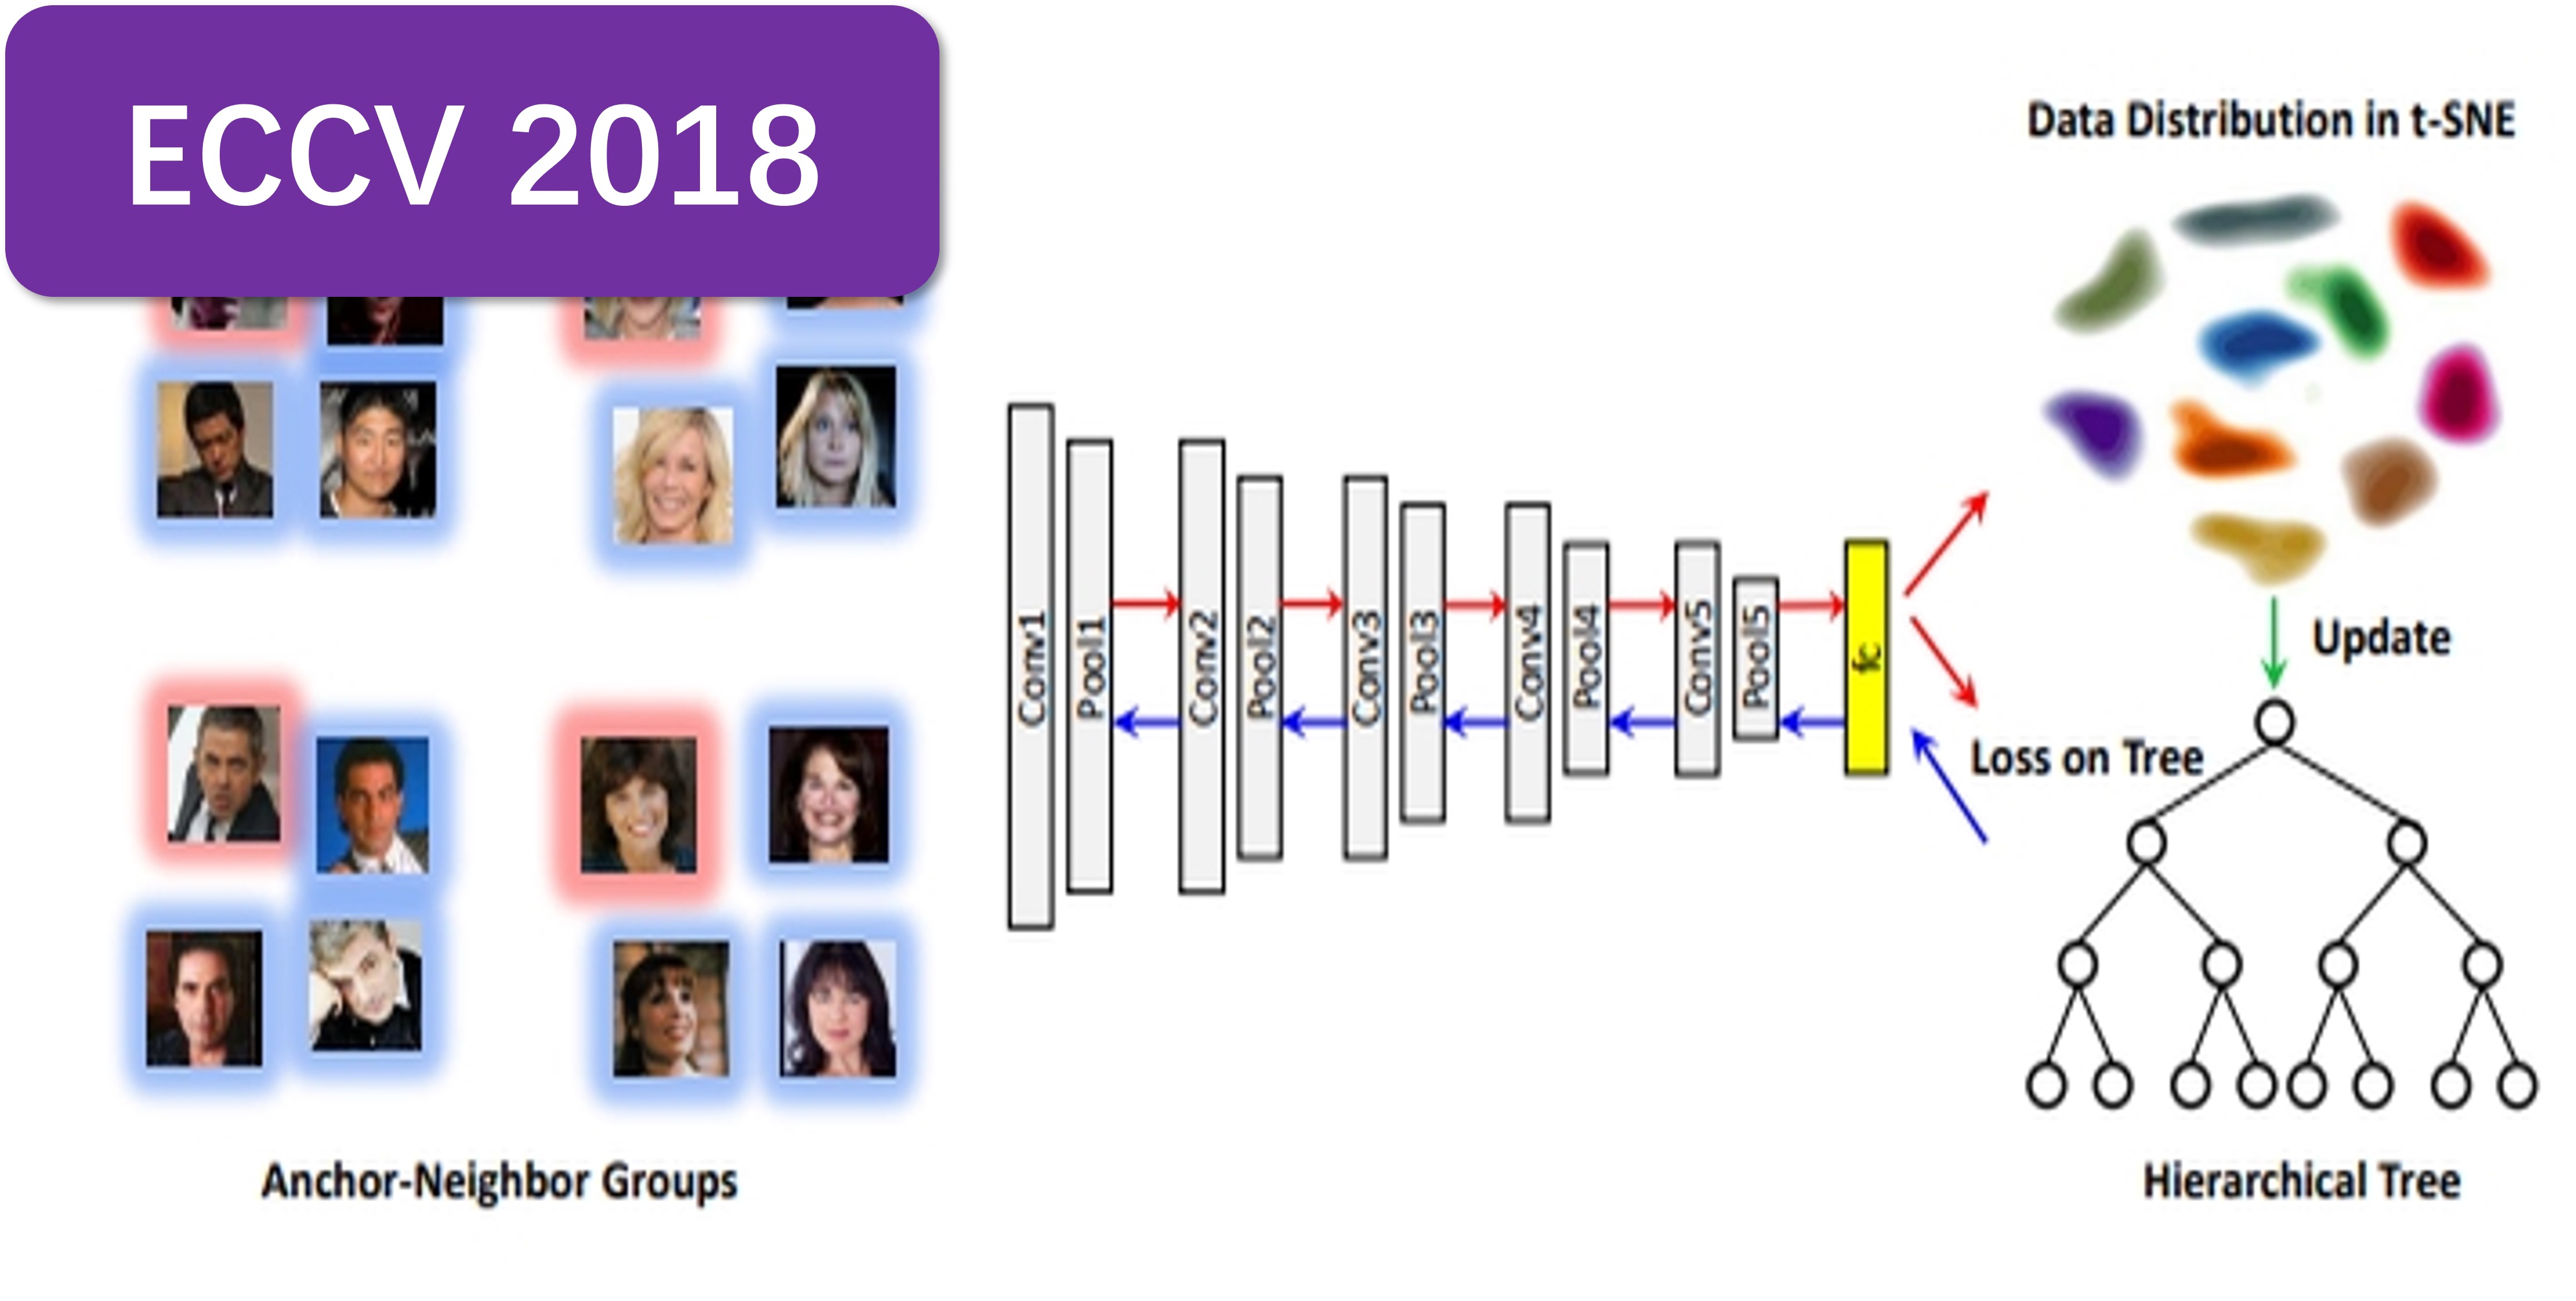 ECCV 2018
Data Distribution in t-SNE
Update
Conv1
Pool1
Conv2
Pool2
Conv3
Pool3
Conv4
Pool4
Conv5
Pool5
fc
Loss on Tree
Anchor-Neighbor Groups
Hierarchical Tree